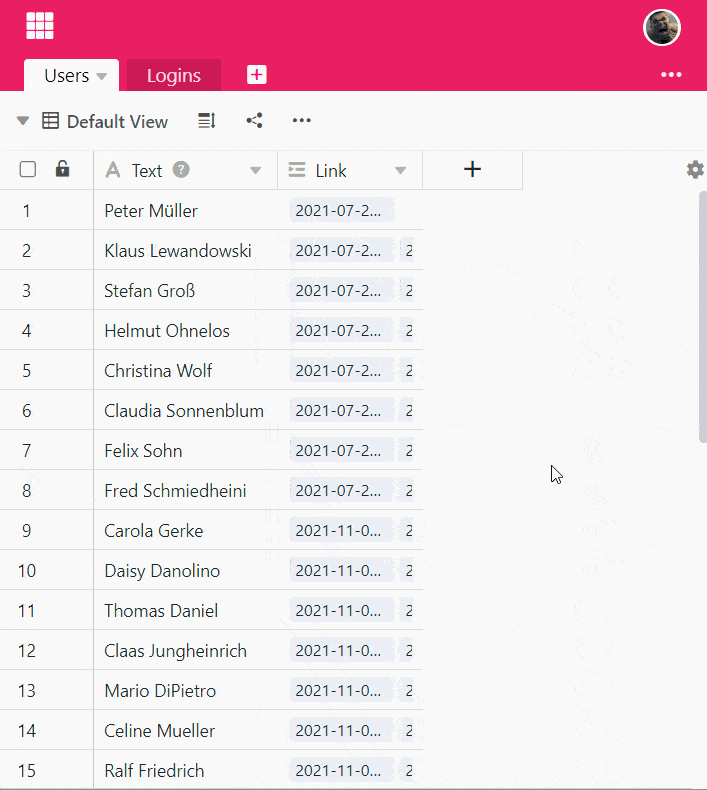 Users Logins
Default View
A Text ? Link
1 Peter Müller 2021-07-2...
2 Klaus Lewandowski 2021-07-2... 2
3 Stefan Groß 2021-07-2... 2
4 Helmut Ohnelos 2021-07-2... 2
5 Christina Wolf 2021-07-2... 2
6 Claudia Sonnenblum 2021-07-2... 2
7 Felix Sohn 2021-07-2... 2
8 Fred Schmiedheini 2021-07-2... 2
9 Carola Gerke 2021-11-0... 2
10 Daisy Danolino 2021-11-0... 2
11 Thomas Daniel 2021-11-0... 2
12 Claas Jungheinrich 2021-11-0... 2
13 Mario DiPietro 2021-11-0... 2
14 Celine Mueller 2021-11-0... 2
15 Ralf Friedrich 2021-11-0... 2